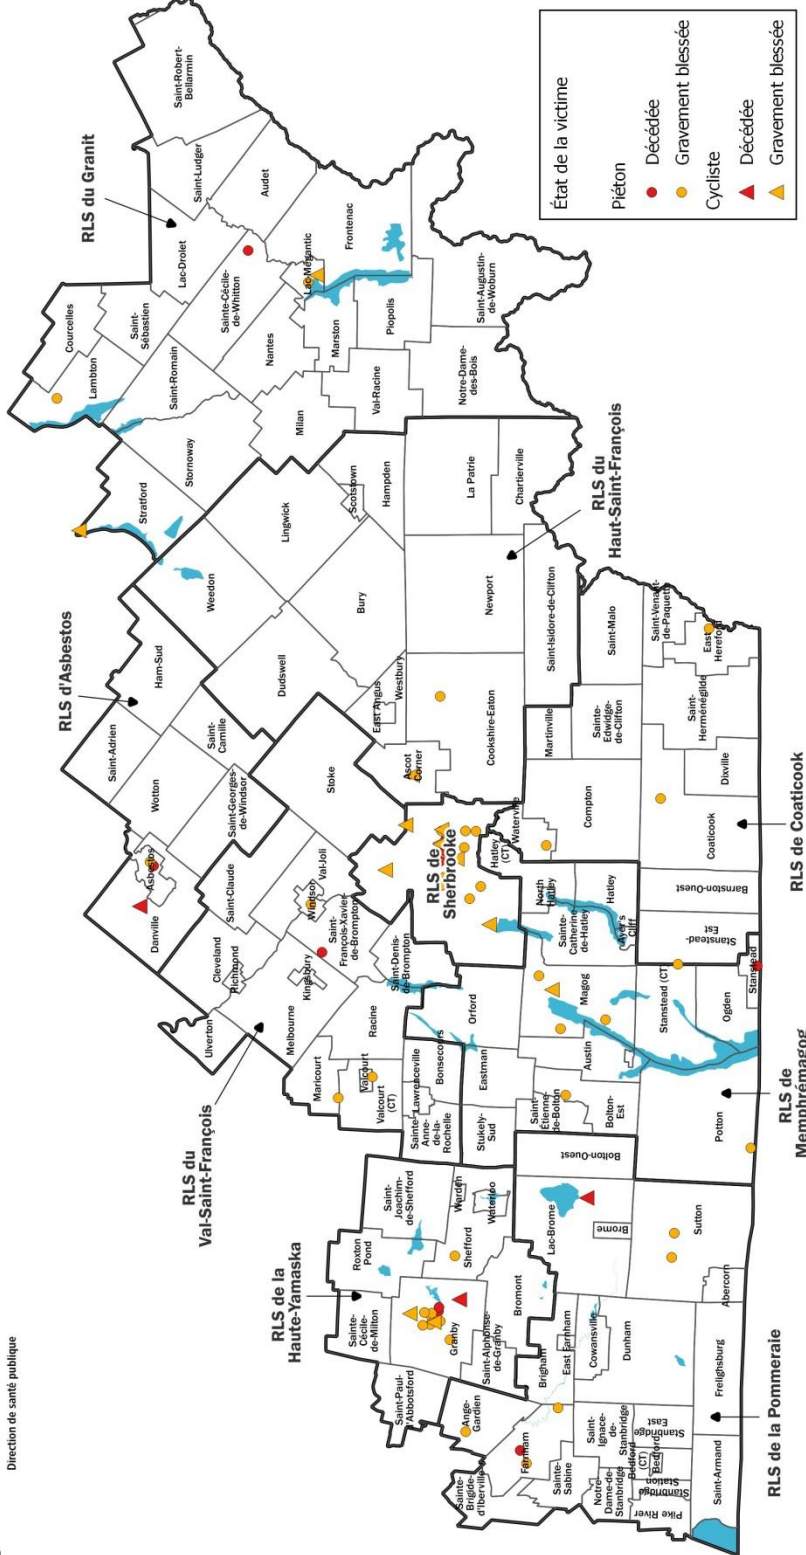 Direction de santé publique
RLS de la
Haute-Yamaska
RLS du
Val-Saint-François
RLS d'Asbestos
RLS du Granit
Saint-Robert-
Bellarmin
Saint-Ludger
Audet
Lac-Drolet
Courcelles
Lambton
Saint-
Sébastien
Sainte-Cécile-
de-Whitton
Saint-Romain
Nantes
Lac-Mégantic
Frontenac
Marston
Piopolis
Milan
Val-Racine
Saint-Augustin-
de-Woburn
Notre-Dame-
des-Bois
Stornoway
Stratford
Weedon
Lingwick
Scotstown
Hampden
La Patrie
Chartierville
Bury
Newport
Dudswell
Westbury
East Angus
Cookshire-Eaton
Ascot
Corner
Saint-Isidore-de-Clifton
RLS du
Haut-Saint-François
Ham-Sud
Saint-Adrien
Wotton
Saint-
Camille
Saint-Georges-
de-Windsor
Asbestos
Danville
Stoke
Saint-Claude
Val-Joli
Windsor
Saint-
François-Xavier-
de-Brompton
Cleveland
Richmond
Kingsbury
Ulverton
Melbourne
Saint-Denis-
de-Brompton
Racine
Maricourt
Valcourt
Valcourt
(CT)
Lawrenceville
Bonsecours
Sainte-
Anne-
de-la-
Rochelle
RLS de
Sherbrooke
Hatley
(CT)
Waterville
Martinville
Compton
Sainte-
Edwidge-
de-Clifton
Saint-Malo
Saint-Venant-
de-Paquette
East
Hereford
Saint-
Herménégilde
Dixville
Coaticook
Barnston-Ouest
Stanstead-
Est
RLS de Coaticook
North
Hatley
Hatley
Sainte-
Catherine-
de-Hatley
Ayer's
Cliff
Magog
Orford
Austin
Stanstead (CT)
Ogden
Stanstead
Eastman
Stukely-
Sud
Saint-
Étienne-
de-Bolton
Bolton-
Est
Potton
RLS de
Memphrémagog
Saint-
Joachim-
de-Shefford
Roxton
Pond
Warden
Waterloo
Shefford
Sainte-
Cécile-
de-Milton
Granby
Saint-Alphonse-
de-Granby
Saint-Paul-
d'Abbotsford
Bromont
Bolton-Ouest
Lac-Brome
Brome
Sutton
Abercorn
Brigham
East Farnham
Cowansville
Dunham
Frelighsburg
Ange-
Gardien
Farnham
Sainte-
Brigide-
d'Iberville
Sainte-
Sabine
Saint-
Ignace-
de-
Stanbridge
Stanbridge
East
Bedford
(CT)
Bedford
Notre-
Dame-de-
Stanbridge
Stanbridge
Station
Pike River
Saint-Armand
RLS de la Pommeraie
État de la victime
Piéton
Décédée
Gravement blessée
Cycliste
Décédée
Gravement blessée